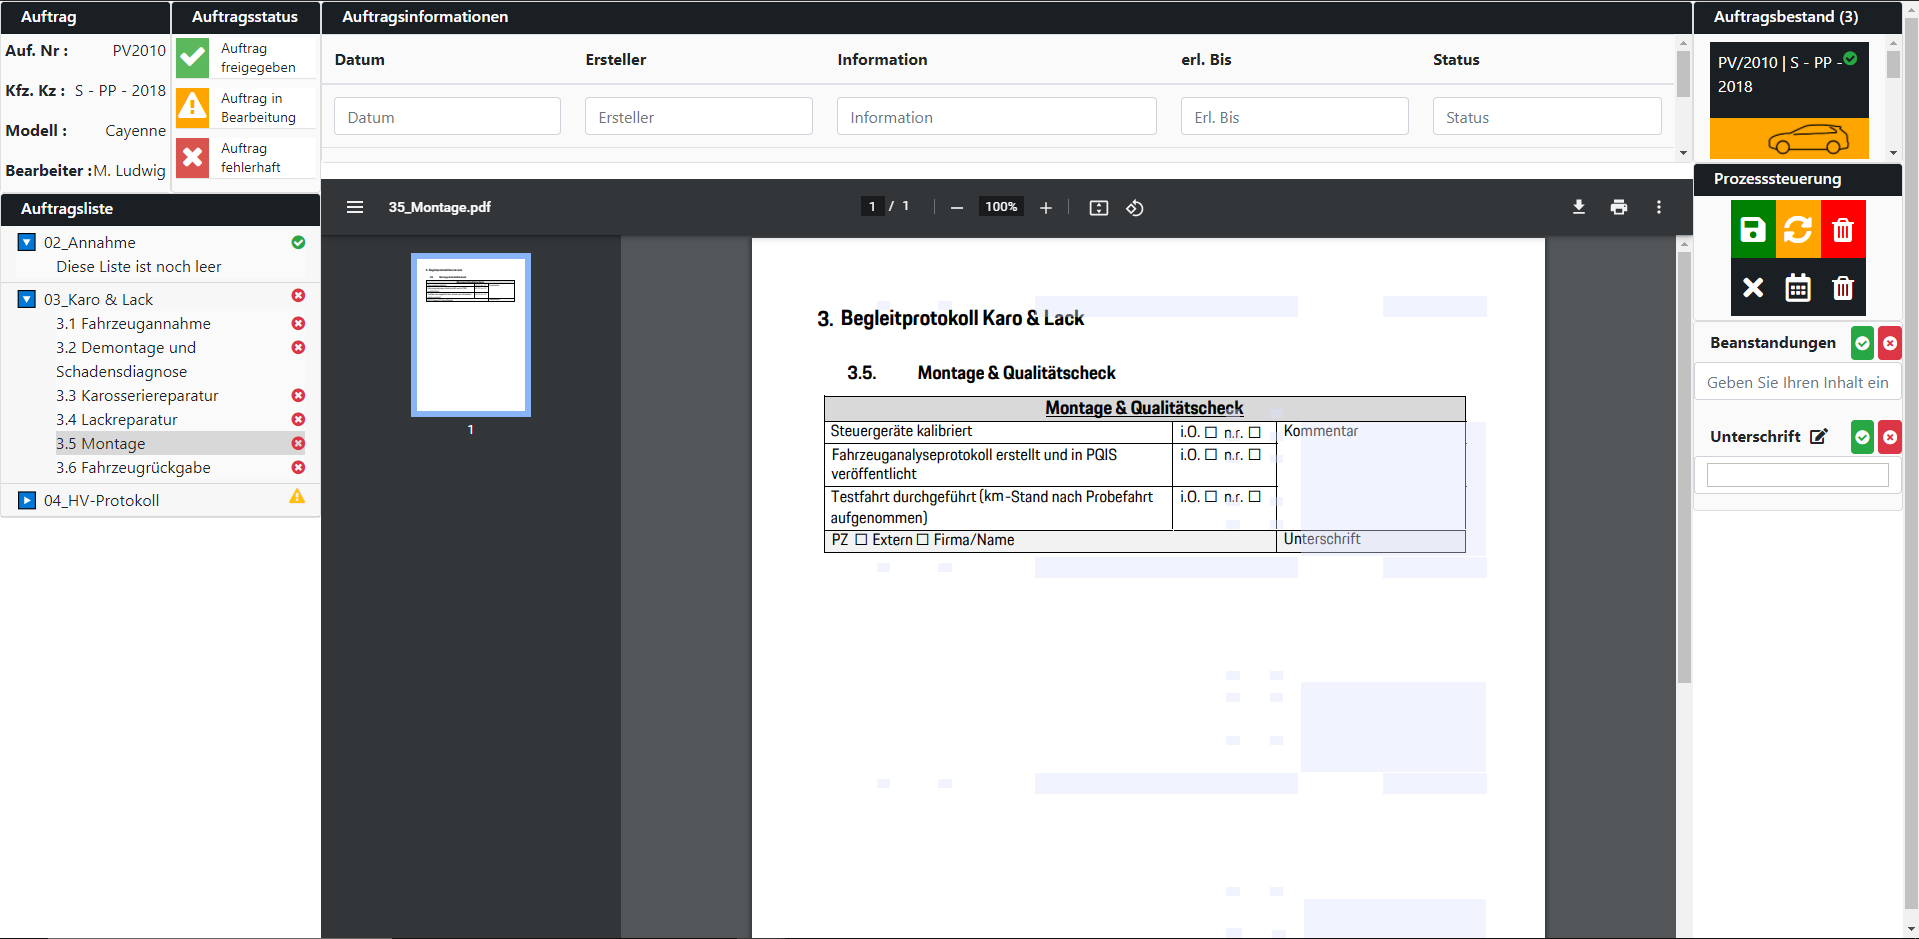 Auftrag
Auf. Nr : PV2010
Kfz. Kz : S - PP - 2018
Modell : Cayenne
Bearbeiter : M. Ludwig
Auftragsstatus
Auftrag
freigegeben
Auftrag in
Bearbeitung
Auftrag
fehlerhaft
Auftragsinformationen
Datum Ersteller Information erl. Bis Status
Datum Ersteller Information Erl. Bis Status
Auftragsbestand (3)
PV/2010 | S - PP -
2018
Auftragsliste
02_Annahme
Diese Liste ist noch leer
03_Karo & Lack
3.1 Fahrzeugannahme
3.2 Demontage und
Schadensdiagnose
3.3 Karosseriereparatur
3.4 Lackreparatur
3.5 Montage
3.6 Fahrzeugrückgabe
04_HV-Protokoll
35_Montage.pdf
1 / 1
100%
1
3. Begleitprotokoll Karo & Lack
3.5. Montage & Qualitätscheck
Montage & Qualitätscheck
Steuergeräte kalibriert i.O. ☐ n.r. ☐ Kommentar
Fahrzeuganalyseprotokoll erstellt und in PQIS i.O. ☐ n.r. ☐
veröffentlicht
Testfahrt durchgeführt (km-Stand nach Probefahrt i.O. ☐ n.r. ☐
aufgenommen)
PZ ☐ Extern ☐ Firma/Name Unterschrift
Prozesssteuerung
Beanstandungen
Geben Sie Ihren Inhalt ein
Unterschrift